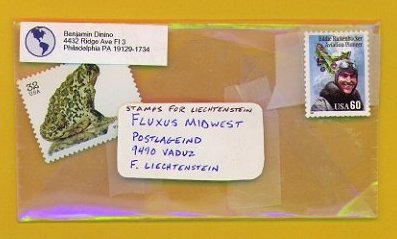 Benjamin Dinino
4432 Ridge Ave Fl 3
Philadelphia PA 19129-1734
32
USA
Eddie Rickenbacker
Aviation Pioneer
USA 60
STAMPS FOR LIECHTENSTEIN
FLUXUS MIDWEST
POSTLAGEIND
9490 VADUZ
F. LIECHTENSTEIN